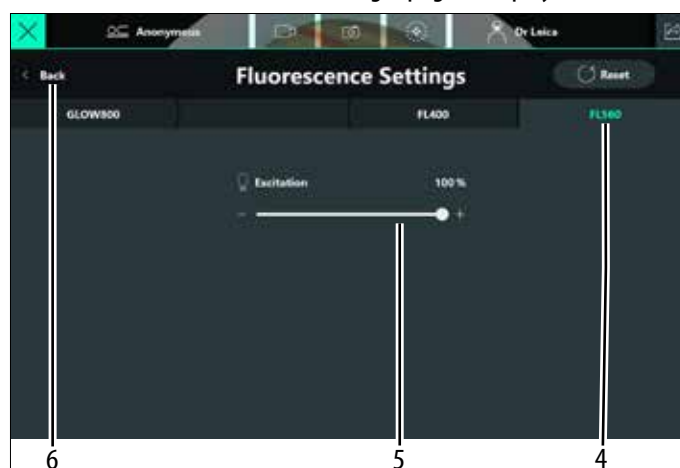 Anonymous Dr Leica
Back Fluorescence Settings Reset
GLOW800 FL400 FL560
Excitation 100 %
- +
6 5 4